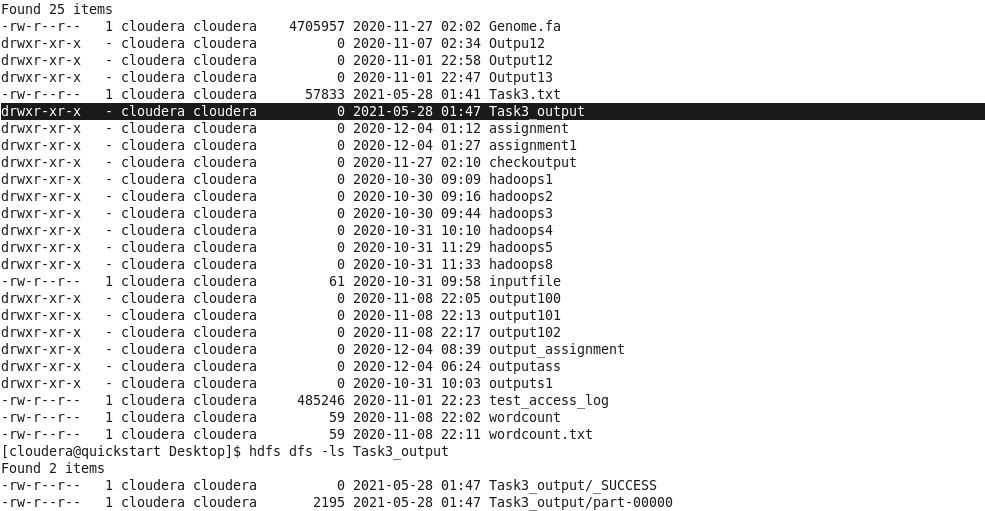 Found 25 items
-rw-r--r--   1 cloudera cloudera    4705957 2020-11-27 02:02 Genome.fa
drwxr-xr-x   - cloudera cloudera          0 2020-11-07 02:34 Outpu12
drwxr-xr-x   - cloudera cloudera          0 2020-11-01 22:58 Output12
drwxr-xr-x   - cloudera cloudera          0 2020-11-01 22:47 Output13
-rw-r--r--   1 cloudera cloudera      57833 2021-05-28 01:41 Task3.txt
drwxr-xr-x   - cloudera cloudera          0 2021-05-28 01:47 Task3_output
drwxr-xr-x   - cloudera cloudera          0 2020-12-04 01:12 assignment
drwxr-xr-x   - cloudera cloudera          0 2020-12-04 01:27 assignment1
drwxr-xr-x   - cloudera cloudera          0 2020-11-27 02:10 checkoutput
drwxr-xr-x   - cloudera cloudera          0 2020-10-30 09:09 hadoops1
drwxr-xr-x   - cloudera cloudera          0 2020-10-30 09:16 hadoops2
drwxr-xr-x   - cloudera cloudera          0 2020-10-30 09:44 hadoops3
drwxr-xr-x   - cloudera cloudera          0 2020-10-31 10:10 hadoops4
drwxr-xr-x   - cloudera cloudera          0 2020-10-31 11:29 hadoops5
drwxr-xr-x   - cloudera cloudera          0 2020-10-31 11:33 hadoops8
-rw-r--r--   1 cloudera cloudera         61 2020-10-31 09:58 inputfile
drwxr-xr-x   - cloudera cloudera          0 2020-11-08 22:05 output100
drwxr-xr-x   - cloudera cloudera          0 2020-11-08 22:13 output101
drwxr-xr-x   - cloudera cloudera          0 2020-11-08 22:17 output102
drwxr-xr-x   - cloudera cloudera          0 2020-12-04 08:39 output_assignment
drwxr-xr-x   - cloudera cloudera          0 2020-12-04 06:24 outputass
drwxr-xr-x   - cloudera cloudera          0 2020-10-31 10:03 outputs1
-rw-r--r--   1 cloudera cloudera     485246 2020-11-01 22:23 test_access_log
-rw-r--r--   1 cloudera cloudera         59 2020-11-08 22:02 wordcount
-rw-r--r--   1 cloudera cloudera         59 2020-11-08 22:11 wordcount.txt
[cloudera@quickstart Desktop]$ hdfs dfs -ls Task3_output
Found 2 items
-rw-r--r--   1 cloudera cloudera          0 2021-05-28 01:47 Task3_output/_SUCCESS
-rw-r--r--   1 cloudera cloudera       2195 2021-05-28 01:47 Task3_output/part-00000